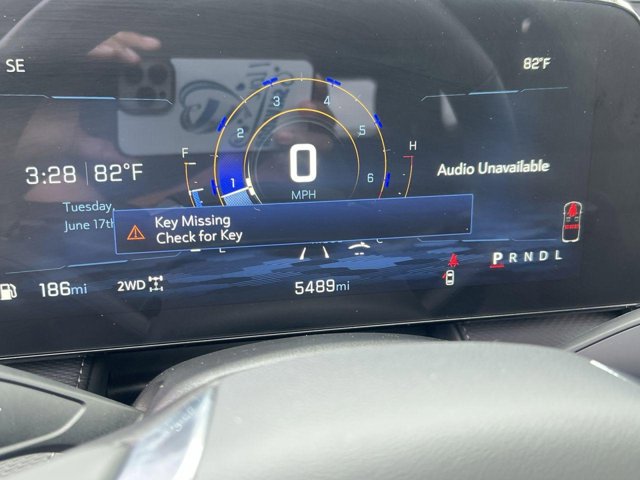 SE
82°F
3
4
2
5
1
6
F
H
0
MPH
3:28 82°F
Audio Unavailable
Tuesday,
June 17th
Key Missing
Check for Key
186mi
2WD
5489mi
P R N D L